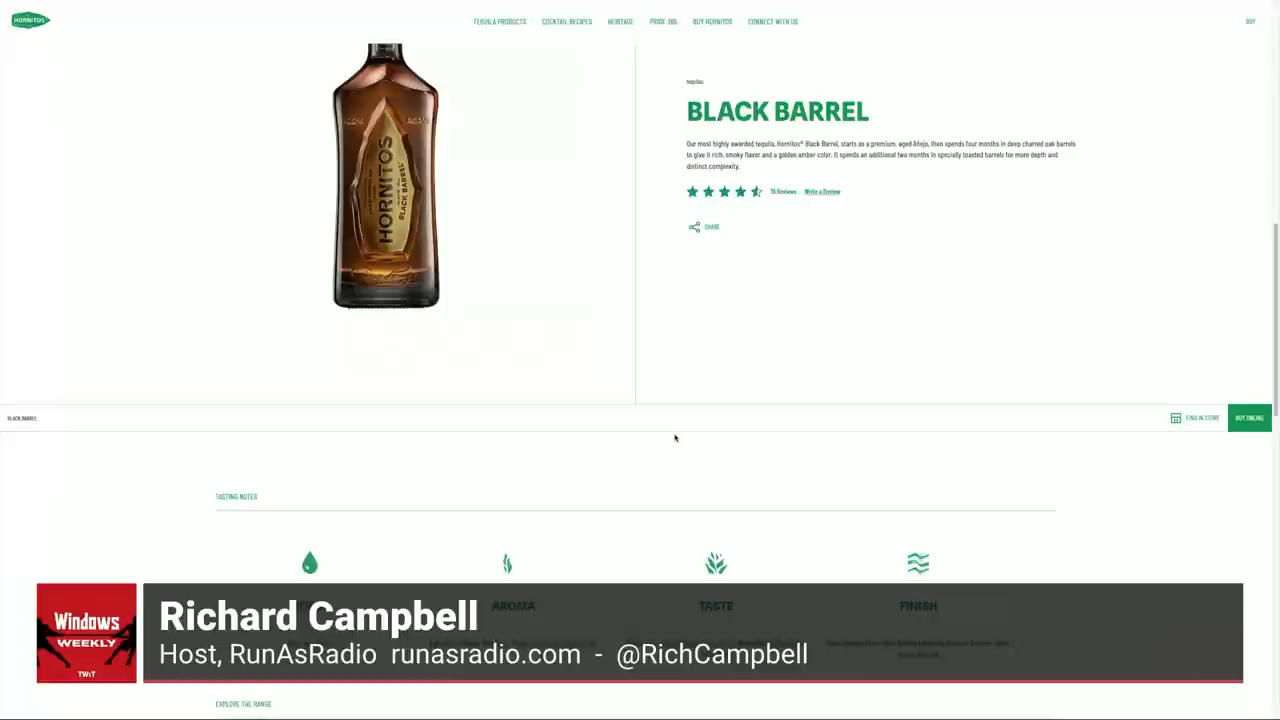 HORNITOS
TEQUILA PRODUCTS
COCKTAIL RECIPES
HERITAGE
PRIDE 365
BUY HORNITOS
CONNECT WITH US
BUY
tequilas
BLACK BARREL
Our most highly awarded tequila, Hornitos® Black Barrel, starts as a premium, aged Añejo, then spends four months in deep charred oak barrels
to give it rich, smoky flavor and a golden amber color. It spends an additional two months in specially toasted barrels for more depth and
distinct complexity.
Reviews
Write a Review
SHARE
HORNITOS
BLACK BARREL
BLACK BARREL
FIND IN STORE
BUY ONLINE
TASTING NOTES
AROMA
TASTE
FINISH
Windows
WEEKLY
TWiT
Richard Campbell
Host, RunAsRadio runasradio.com - @RichCampbell
EXPLORE THE RANGE